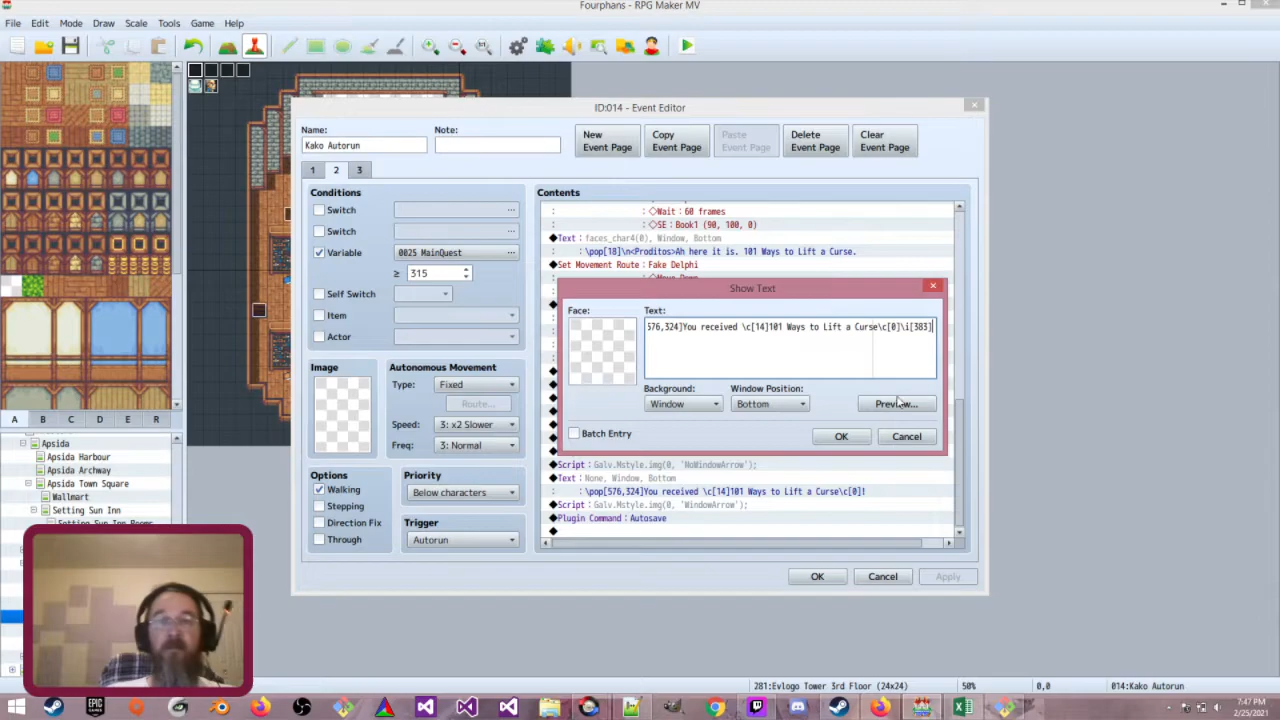 Fourphans - RPG Maker MV
File Edit Mode Draw Scale Tools Game Help
ID:014 - Event Editor
Name:
Note:
Kako Autorun
New Event Page
Copy Event Page
Paste Event Page
Delete Event Page
Clear Event Page
1 2 3
Conditions
Switch
Switch
Variable 0025 MainQuest
≥ 315
Self Switch
Item
Actor
Image
Autonomous Movement
Type: Fixed
Route...
Speed: 3: x2 Slower
Freq: 3: Normal
Options
Walking
Stepping
Direction Fix
Through
Priority
Below characters
Trigger
Autorun
Contents
: ◇Wait：60 frames
: ◇SE：Book1 (90, 100, 0)
◆Text：faces_char4(0), Window, Bottom
: \pop[18]\n<Proditos>Ah here it is. 101 Ways to Lift a Curse.
◆Set Movement Route：Fake Delphi
Show Text
Face:
Text:
576,324]You received \c[14]101 Ways to Lift a Curse\c[0]\i[383]
Background:
Window
Window Position:
Bottom
Preview...
Batch Entry
OK
Cancel
◆Script：Galv.Mstyle.img(0, 'NoWindowArrow');
◆Text：None, Window, Bottom
: \pop[576,324]You received \c[14]101 Ways to Lift a Curse\c[0]!
◆Script：Galv.Mstyle.img(0, 'WindowArrow');
◆Plugin Command：Autosave
OK
Cancel
Apply
A B C D E R
Apsida
Apsida Harbour
Apsida Archway
Apsida Town Square
Wallmart
Setting Sun Inn
Setting Sun Inn Rooms
281:Evlogo Tower 3rd Floor (24x24)
50%
0,0
014:Kako Autorun
EPIC GAMES
7:47 PM
2/25/2021